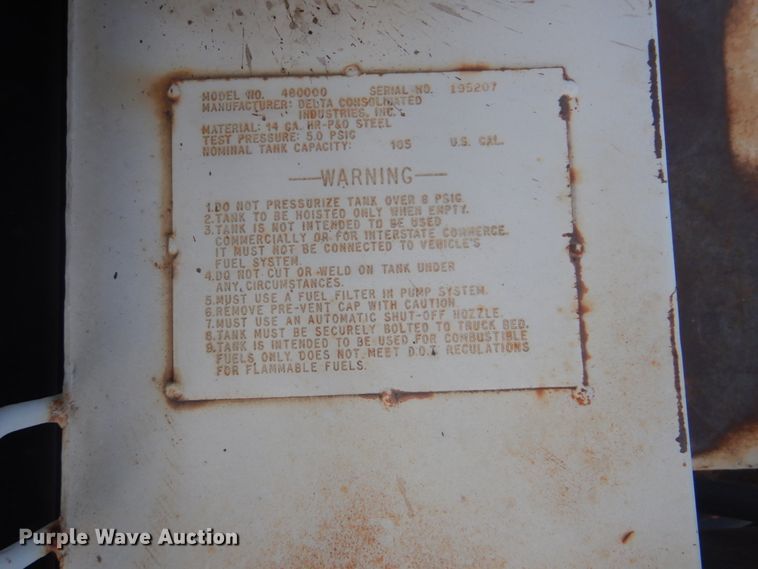 MODEL NO. 480000 SERIAL NO. 195207
MANUFACTURER: DELTA CONSOLIDATED
INDUSTRIES, INC.
MATERIAL: 14 GA. HR-P&O STEEL
TEST PRESSURE: 5.0 PSIG
NOMINAL TANK CAPACITY: 105 U.S. GAL.
WARNING
1. DO NOT PRESSURIZE TANK OVER 8 PSIG.
2. TANK TO BE HOISTED ONLY WHEN EMPTY.
3. TANK IS NOT INTENDED TO BE USED
COMMERCIALLY OR FOR INTERSTATE COMMERCE.
IT MUST NOT BE CONNECTED TO VEHICLE'S
FUEL SYSTEM.
4. DO NOT CUT OR WELD ON TANK UNDER
ANY CIRCUMSTANCES.
5. MUST USE A FUEL FILTER IN PUMP SYSTEM.
6. REMOVE PRE-VENT CAP WITH CAUTION.
7. MUST USE AN AUTOMATIC SHUT-OFF NOZZLE.
8. TANK MUST BE SECURELY BOLTED TO TRUCK BED.
9. TANK IS INTENDED TO BE USED FOR COMBUSTIBLE
FUELS ONLY. DOES NOT MEET D.O.T. REGULATIONS
FOR FLAMMABLE FUELS.
Purple Wave Auction